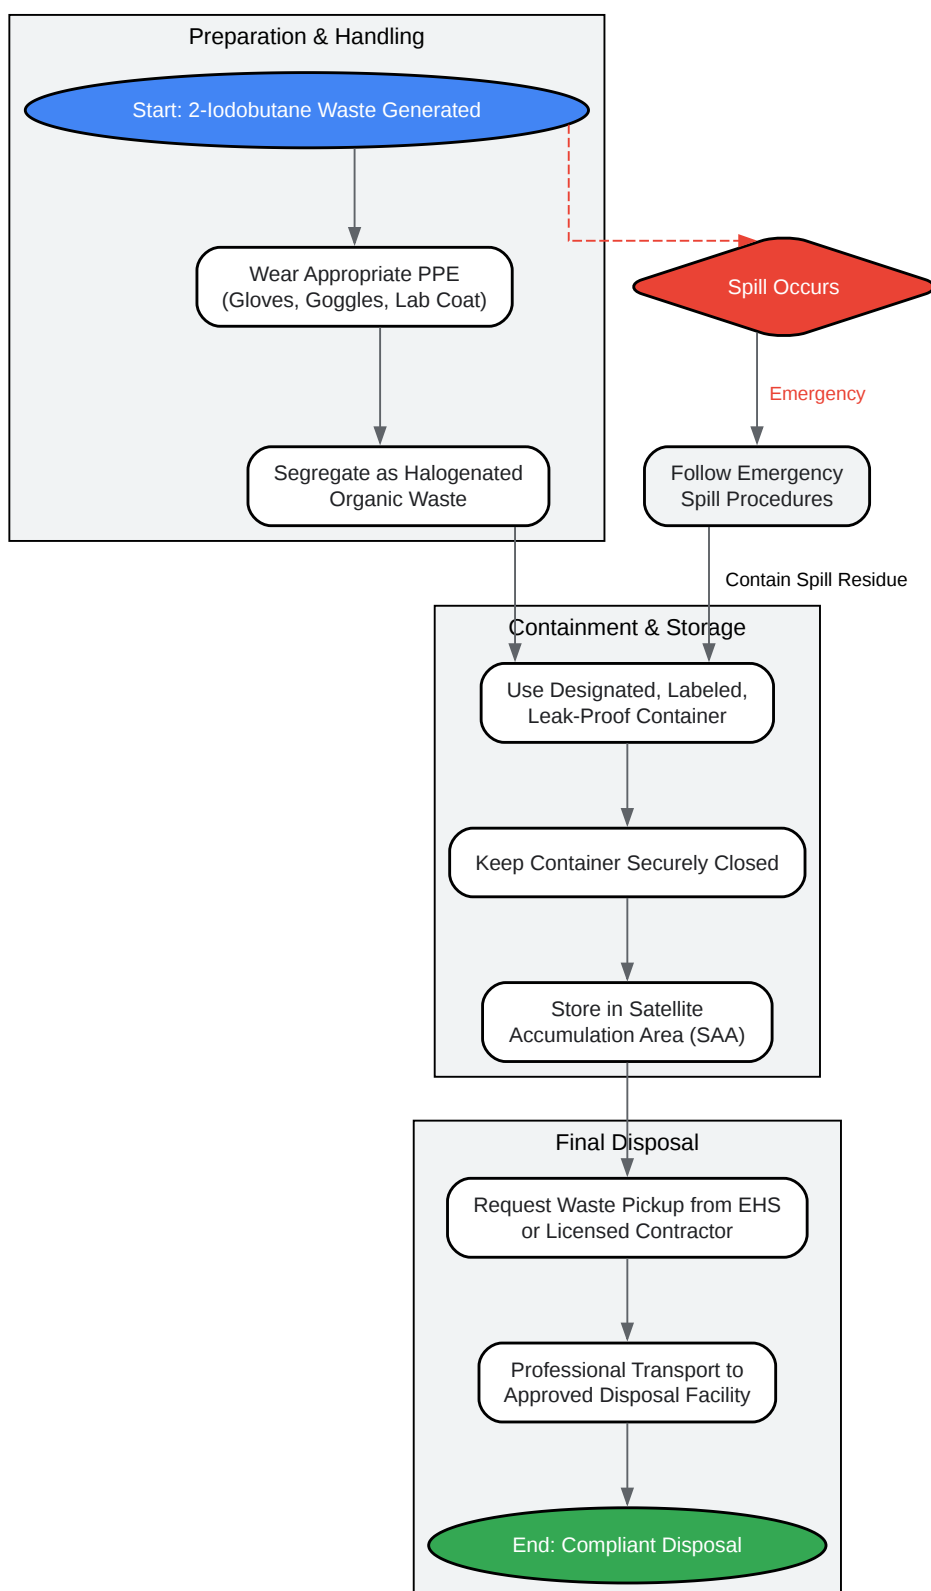 Preparation & Handling
Start: 2-Iodobutane Waste Generated
Wear Appropriate PPE
(Gloves, Goggles, Lab Coat)
Spill Occurs
Emergency
Segregate as Halogenated
Organic Waste
Follow Emergency
Spill Procedures
Contain Spill Residue
Containment & Storage
Use Designated, Labeled,
Leak-Proof Container
Keep Container Securely Closed
Store in Satellite
Accumulation Area (SAA)
Final Disposal
Request Waste Pickup from EHS
or Licensed Contractor
Professional Transport to
Approved Disposal Facility
End: Compliant Disposal